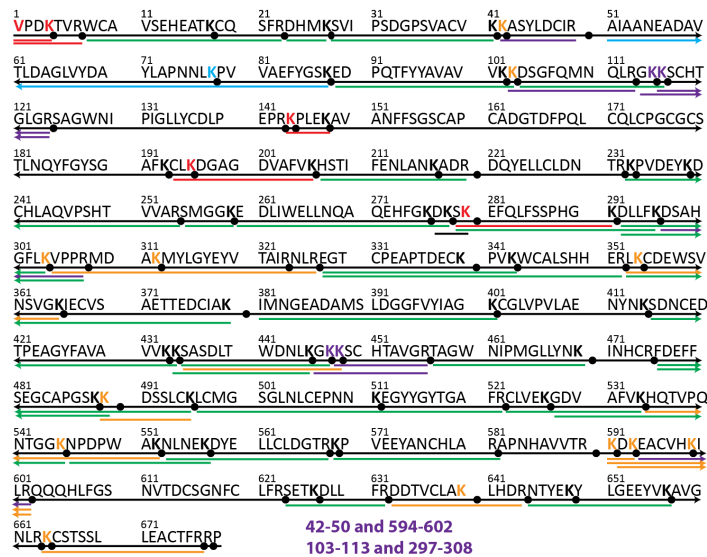 1 11 21 31 41 51
VPDKTVRWCA VSEHEATKCQ SFRDHMKSVI PSDGPSVACV KKASYLDCIR AIAANEADAV
61 71 81 91 101 111
TLDAGLVYDA YLAPNNLKPV VAEFYGSKED PQTFYYAVAV VKKDSGFQMN QLRGKKSCHT
121 131 141 151 161 171
GLGRSAGWNI PIGLLYCDLP EPRKPLEKAV ANFFSGSCAP CADGTDFPQL CQLCPGCGCS
181 191 201 211 221 231
TLNQYFGYSG AFKCLKDGAG DVAFVKHSTI FENLANKADR DQYELLCLDN TRKPVDEYKD
241 251 261 271 281 291
CHLAQVPSHT VVARSMGGKE DLIWELLNQA QEHFGKDKSK EFQLFSSPHG KDLLFKDSAH
301 311 321 331 341 351
GFLKVPPRMD AKMYLGYEYV TAIRNLREGT CPEAPTDECK PVKWCALSHH ERLKCDEWSV
361 371 381 391 401 411
NSVGKIECVS AETTEDCIAK IMNGEADAMS LDGGFVYIAG KCGLVPVLAE NYNKSDNCED
421 431 441 451 461 471
TPEAGYFAVA VVKKSASDLT WDNLKGKKSC HTAVGRTAGW NIPMGLLYNK INHCRFDEFF
481 491 501 511 521 531
SEGCAPGSKK DSSLCKLCMG SGLNLCEPNN KEGYYGYTGA FRCLVEKGDV AFVKHQTVPQ
541 551 561 571 581 591
NTGGKNPDPW AKNLNEKDYE LLCLDGTRKP VEEYANCHLA RAPNHAVVTR KDKEACVHKI
601 611 621 631 641 651
LRQQQHLFGS NVTDCSGNFC LFRSETKDLL FRDDTVCLAK LHDRNTYEKY LGEEYVKAVG
661 671
NLRKCSTSSL LEACTFRRP
42-50 and 594-602
103-113 and 297-308